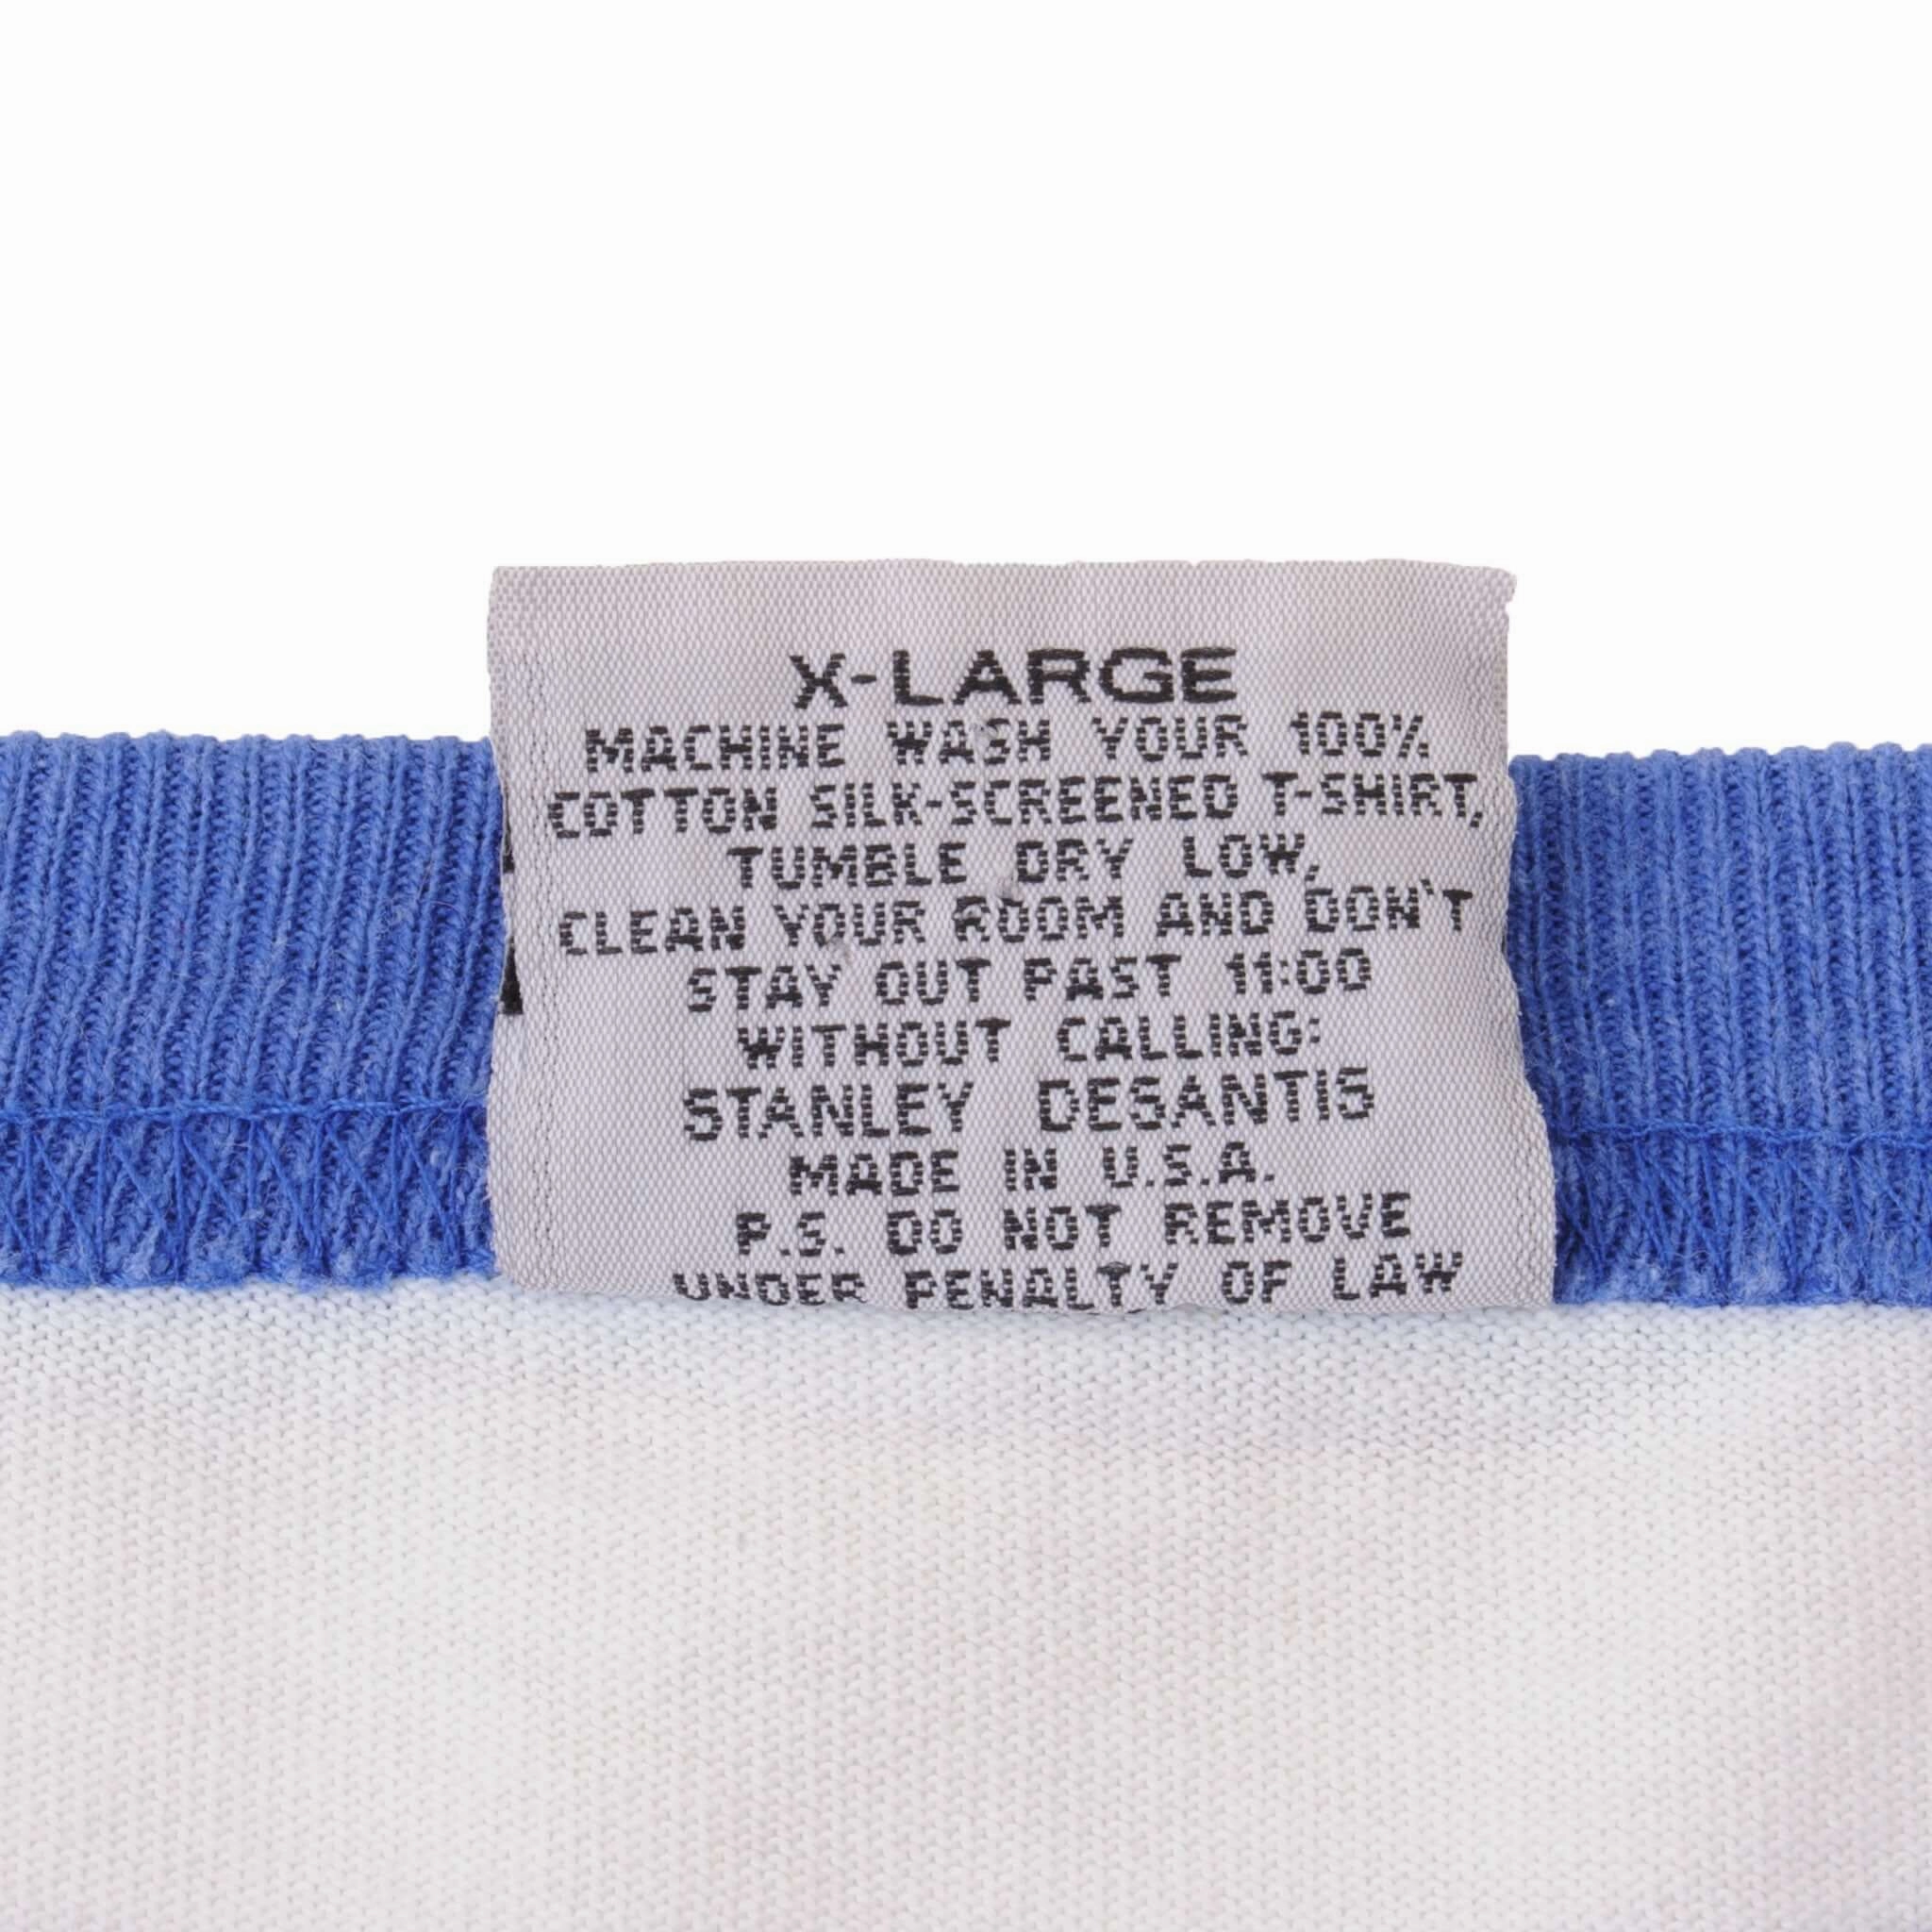 X-LARGE
MACHINE WASH YOUR 100%
COTTON SILK-SCREENED T-SHIRT,
TUMBLE DRY LOW,
CLEAN YOUR ROOM AND DON'T
STAY OUT PAST 11:00
WITHOUT CALLING:
STANLEY DESANTIS
MADE IN U.S.A.
P.S. DO NOT REMOVE
UNDER PENALTY OF LAW